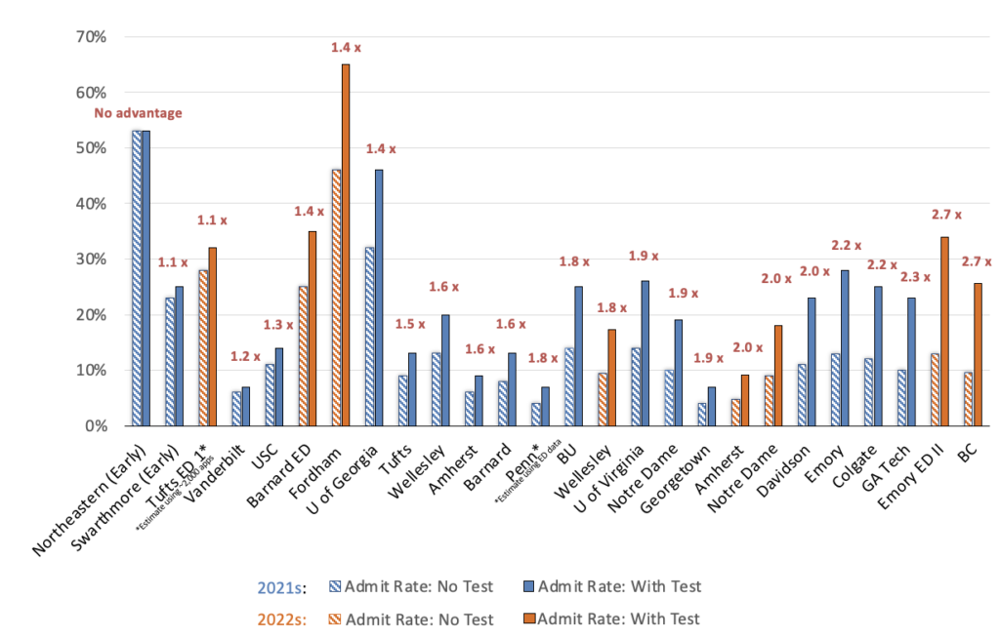 70%
60%
50%
40%
30%
20%
10%
0%
No advantage
1.1 x
1.1 x
1.2 x
1.3 x
1.4 x
1.4 x
1.4 x
1.5 x
1.6 x
1.6 x
1.6 x
1.8 x
1.8 x
1.8 x
1.9 x
1.9 x
1.9 x
2.0 x
2.0 x
2.0 x
2.2 x
2.2 x
2.3 x
2.7 x
2.7 x
Northeastern (Early)
Swarthmore (Early)
Tufts ED 1*
*Estimate using ~2,000 apps
Vanderbilt
USC
Barnard ED
Fordham
U of Georgia
Tufts
Wellesley
Amherst
Barnard
Penn*
*Estimate using ED data
BU
Wellesley
U of Virginia
Notre Dame
Georgetown
Amherst
Notre Dame
Davidson
Emory
Colgate
GA Tech
Emory ED II
BC
2021s: Admit Rate: No Test Admit Rate: With Test
2022s: Admit Rate: No Test Admit Rate: With Test